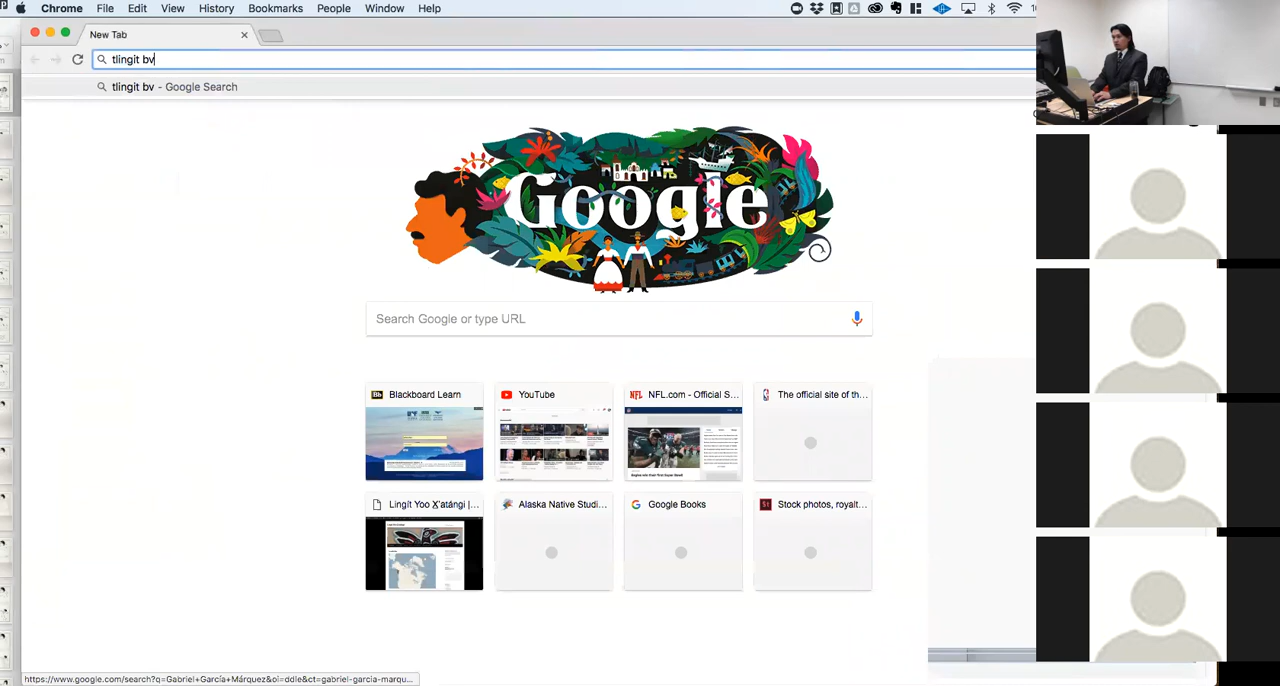 Chrome File Edit View History Bookmarks People Window Help
New Tab
tlingit bv
tlingit bv - Google Search
Google
Search Google or type URL
Blackboard Learn
YouTube
NFL.com - Official S...
The official site of th...
Lingít Yoo X̲'atángi |...
Alaska Native Studi...
Google Books
Stock photos, royalt...
https://www.google.com/search?q=Gabriel+García+Márquez&oi=ddle&ct=gabriel-garcia-marqu...